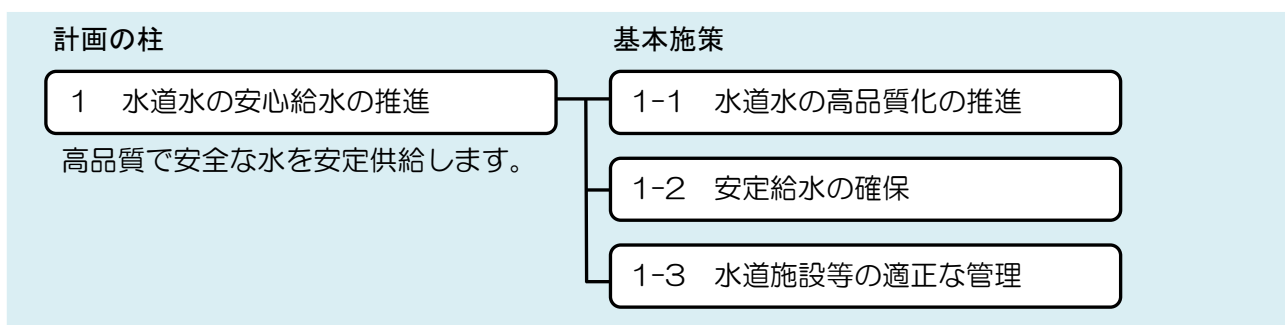 計画の柱
基本施策
1 水道水の安心給水の推進
高品質で安全な水を安定供給します。
1-1 水道水の高品質化の推進
1-2 安定給水の確保
1-3 水道施設等の適正な管理